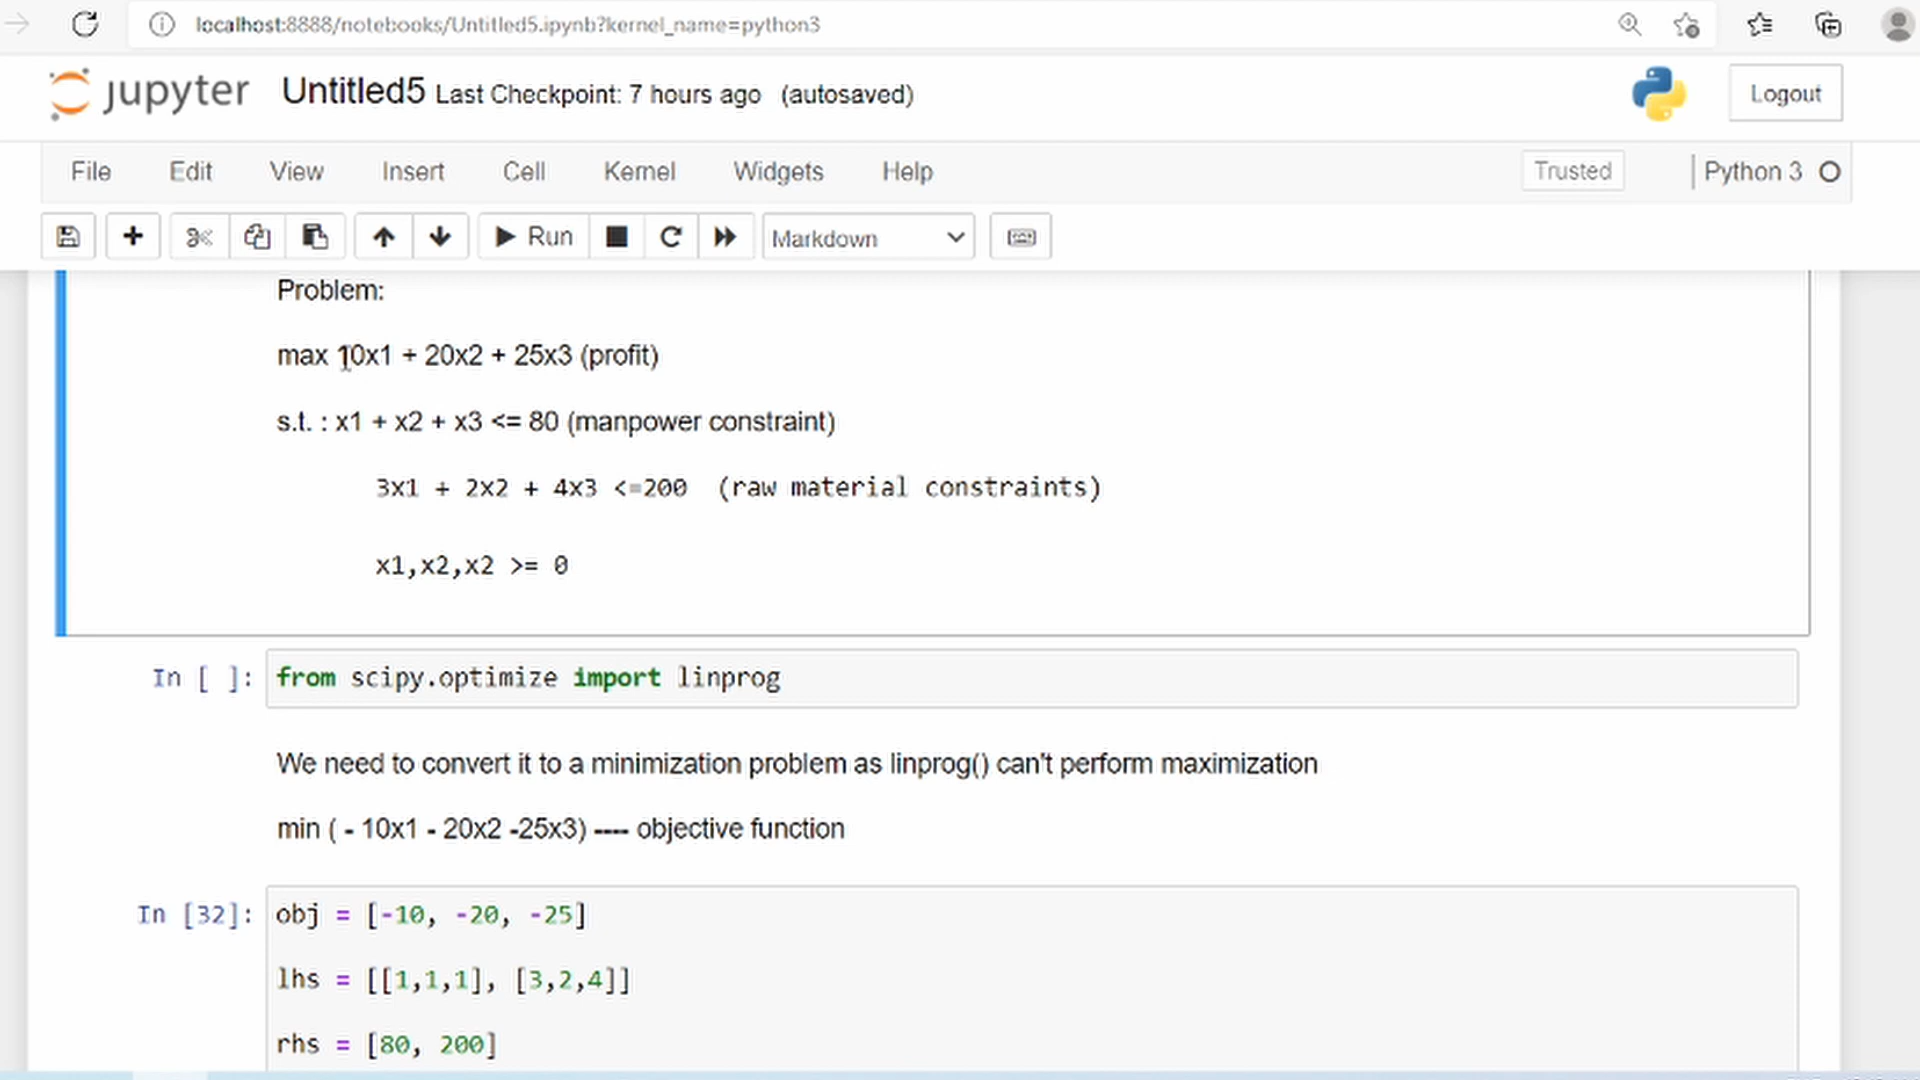 localhost:8888/notebooks/Untitled5.ipynb?kernel_name=python3
jupyter Untitled5 Last Checkpoint: 7 hours ago (autosaved)
Logout
File Edit View Insert Cell Kernel Widgets Help
Trusted
Python 3
Run
Markdown
Problem:
max 10x1 + 20x2 + 25x3 (profit)
s.t. : x1 + x2 + x3 <= 80 (manpower constraint)
3x1 + 2x2 + 4x3 <=200 (raw material constraints)
x1,x2,x2 >= 0
In [ ]: from scipy.optimize import linprog
We need to convert it to a minimization problem as linprog() can't perform maximization
min ( - 10x1 - 20x2 -25x3) ---- objective function
In [32]: obj = [-10, -20, -25]
lhs = [[1,1,1], [3,2,4]]
rhs = [80, 200]